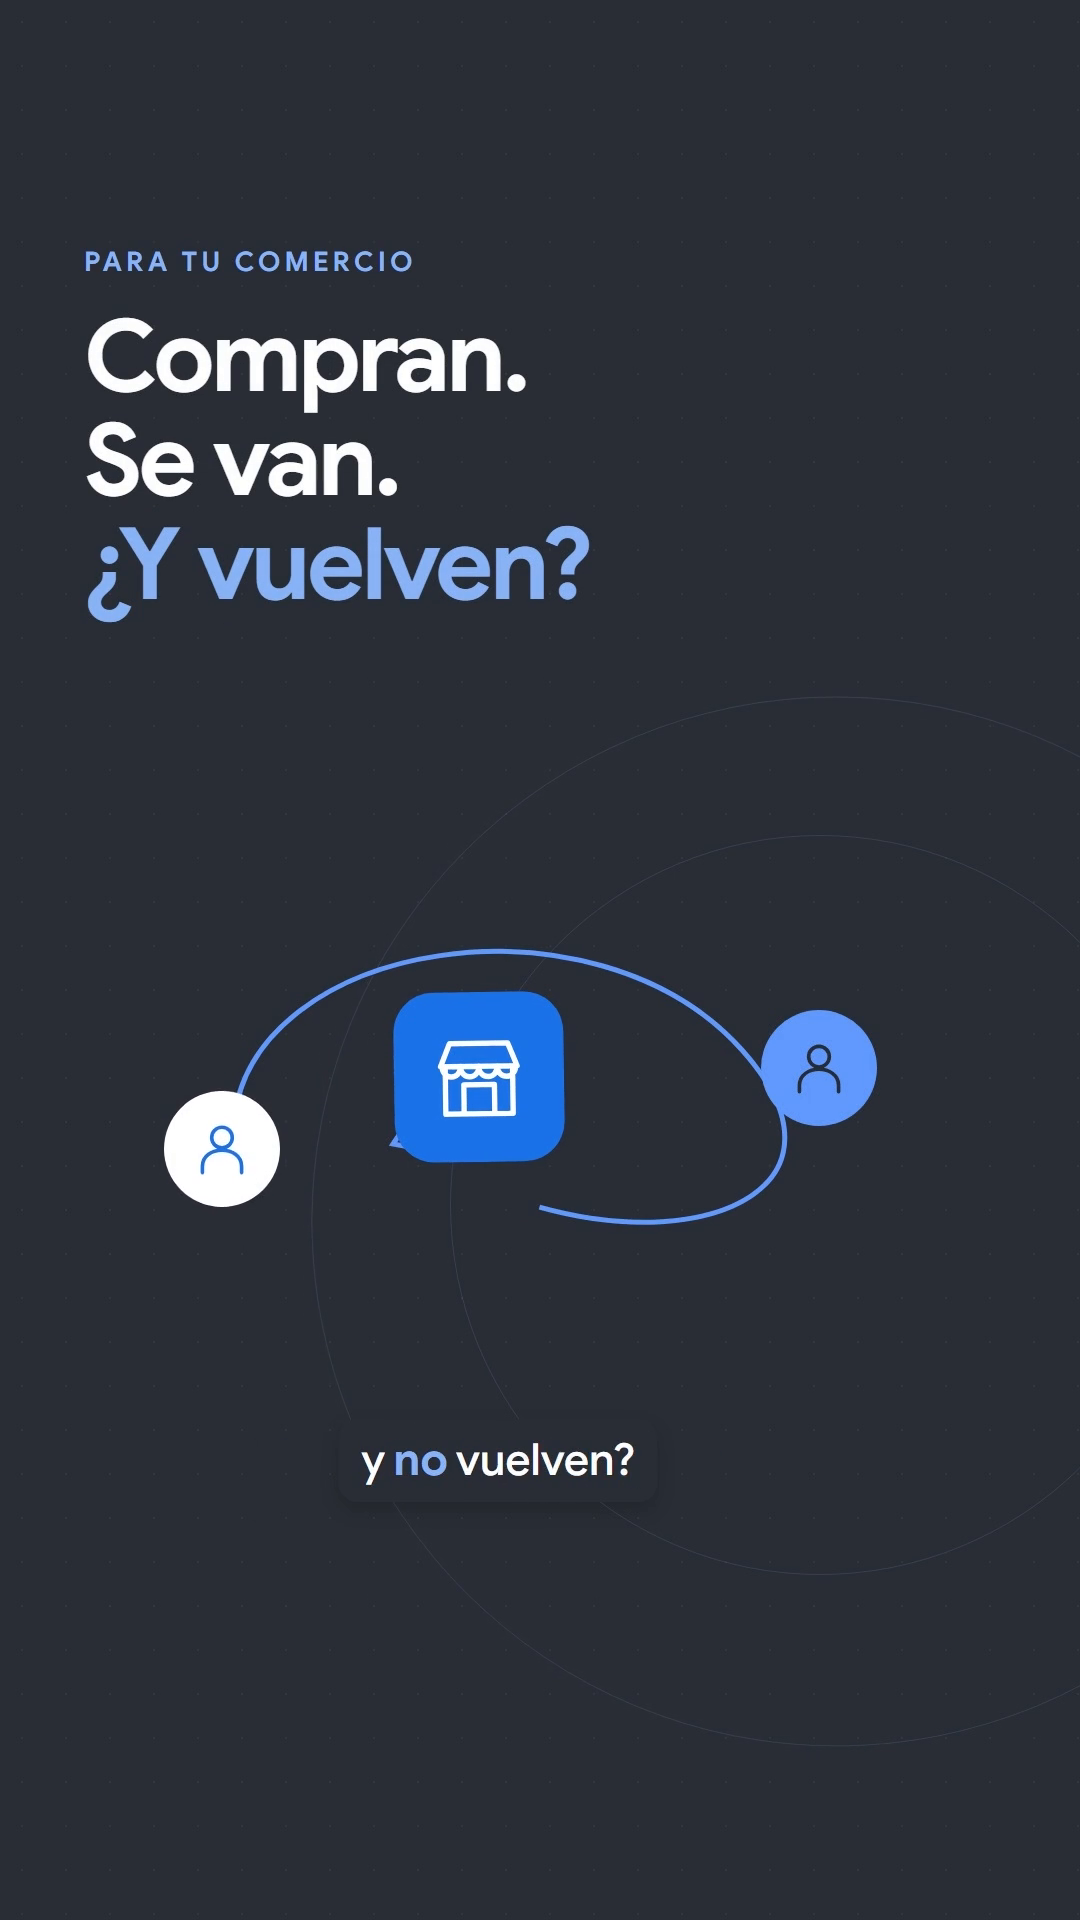 PARA TU COMERCIO
Compran.
Se van.
¿Y vuelven?
y no vuelven?